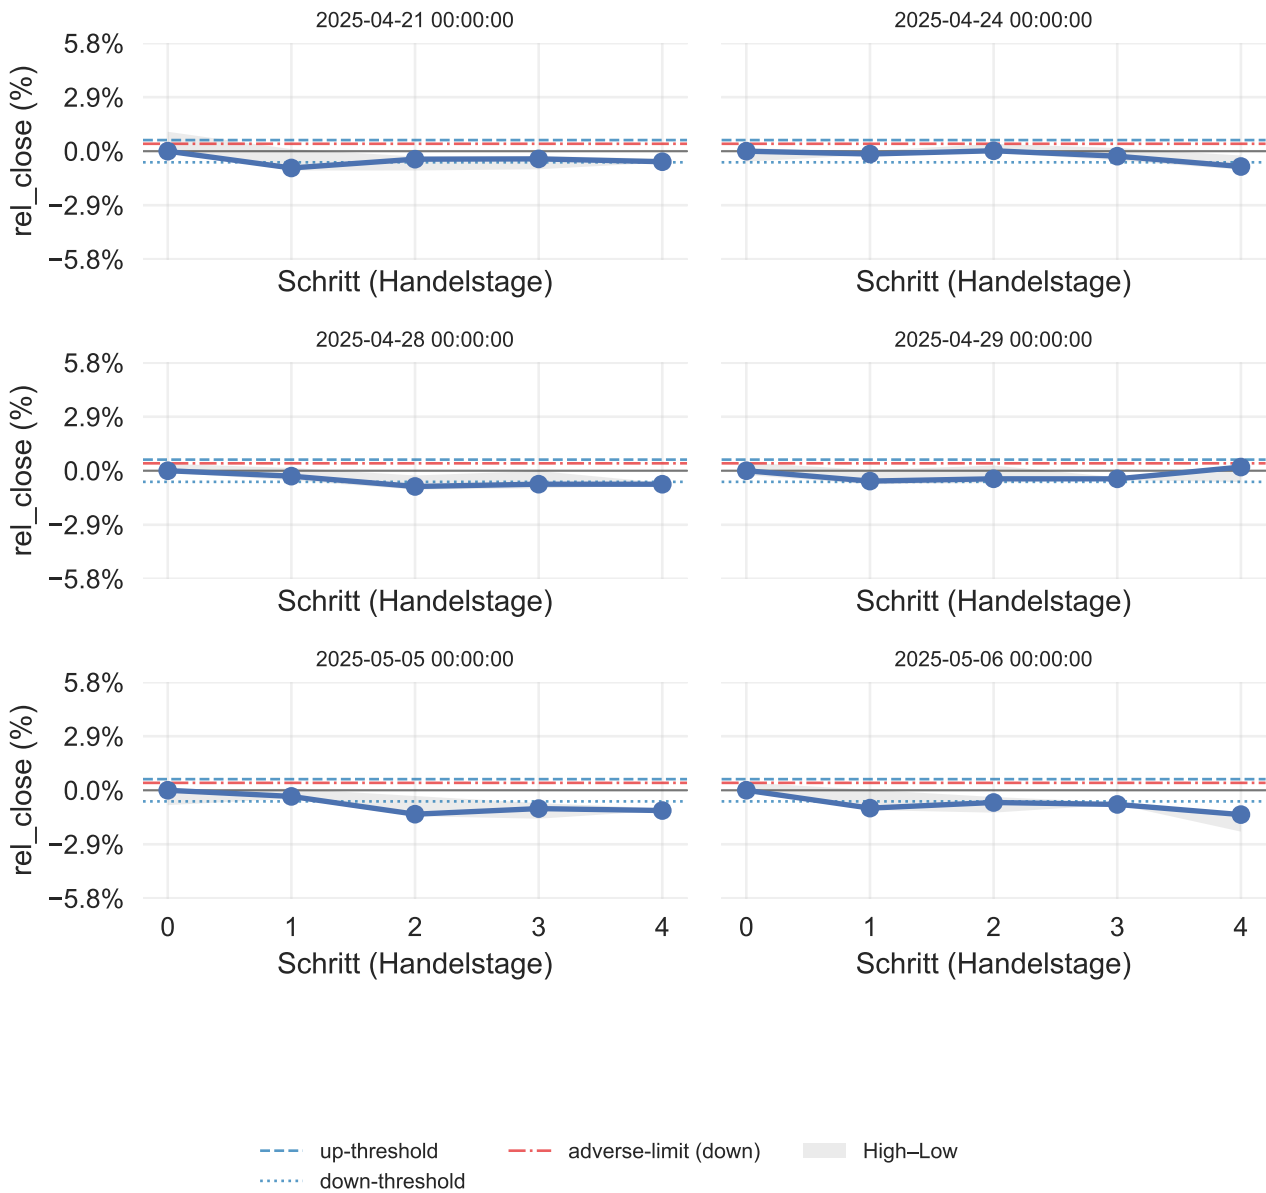 2025-04-21 00:00:00
2025-04-24 00:00:00
5.8%
2.9%
0.0%
−2.9%
−5.8%
rel_close (%)
Schritt (Handelstage)
Schritt (Handelstage)
2025-04-28 00:00:00
2025-04-29 00:00:00
5.8%
2.9%
0.0%
−2.9%
−5.8%
rel_close (%)
Schritt (Handelstage)
Schritt (Handelstage)
2025-05-05 00:00:00
2025-05-06 00:00:00
5.8%
2.9%
0.0%
−2.9%
−5.8%
rel_close (%)
0 1 2 3 4
0 1 2 3 4
Schritt (Handelstage)
Schritt (Handelstage)
up-threshold
adverse-limit (down)
High–Low
down-threshold